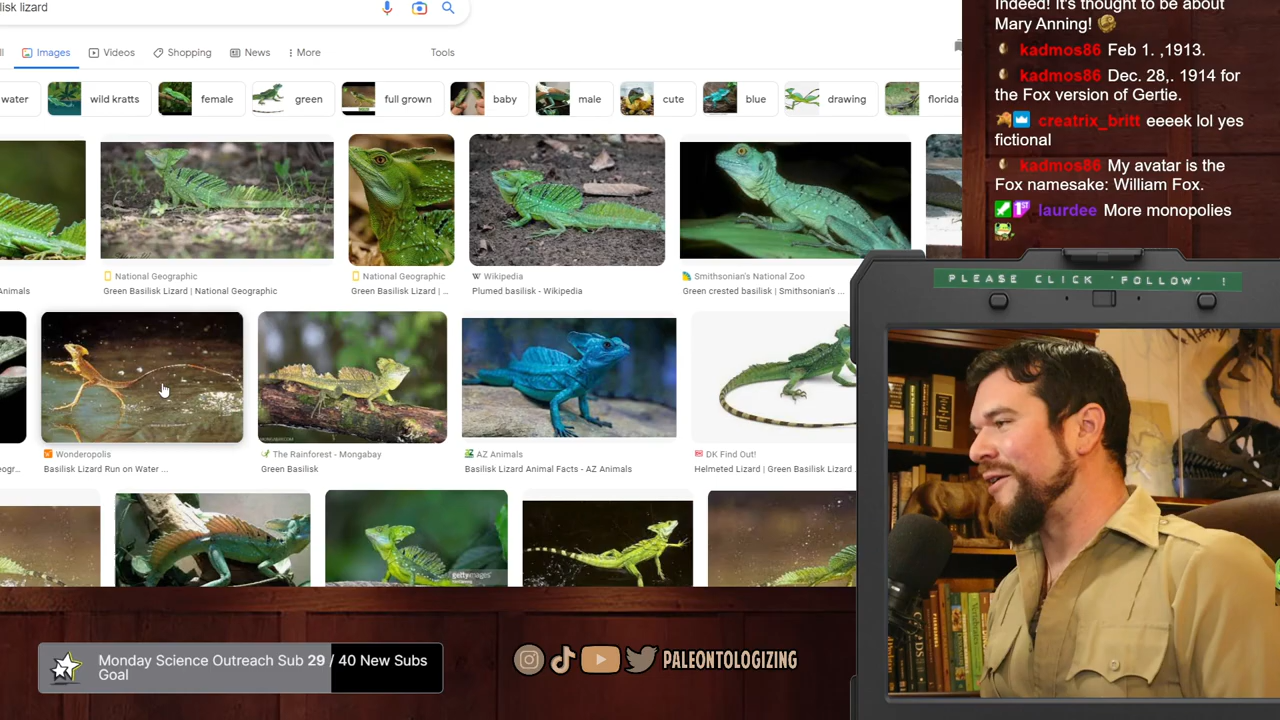 lisk lizard
Images
Videos
Shopping
News
More
Tools
water
wild kratts
female
green
full grown
baby
male
cute
blue
drawing
florida
National Geographic
Green Basilisk Lizard | National Geographic
National Geographic
Green Basilisk Lizard | ...
Wikipedia
Plumed basilisk - Wikipedia
Smithsonian's National Zoo
Green crested basilisk | Smithsonian's ...
Animals
Wonderopolis
Basilisk Lizard Run on Water ...
The Rainforest - Mongabay
Green Basilisk
AZ Animals
Basilisk Lizard Animal Facts - AZ Animals
DK Find Out!
Helmeted Lizard | Green Basilisk Lizard
gettyimages
Indeed! It's thought to be about
Mary Anning!
kadmos86 Feb 1. ,1913.
kadmos86 Dec. 28,. 1914 for
the Fox version of Gertie.
creatrix_britt eeeek lol yes
fictional
kadmos86 My avatar is the
Fox namesake: William Fox.
laurdee More monopolies
PLEASE CLICK 'FOLLOW' !
Monday Science Outreach Sub 29 / 40 New Subs
Goal
PALEONTOLOGIZING